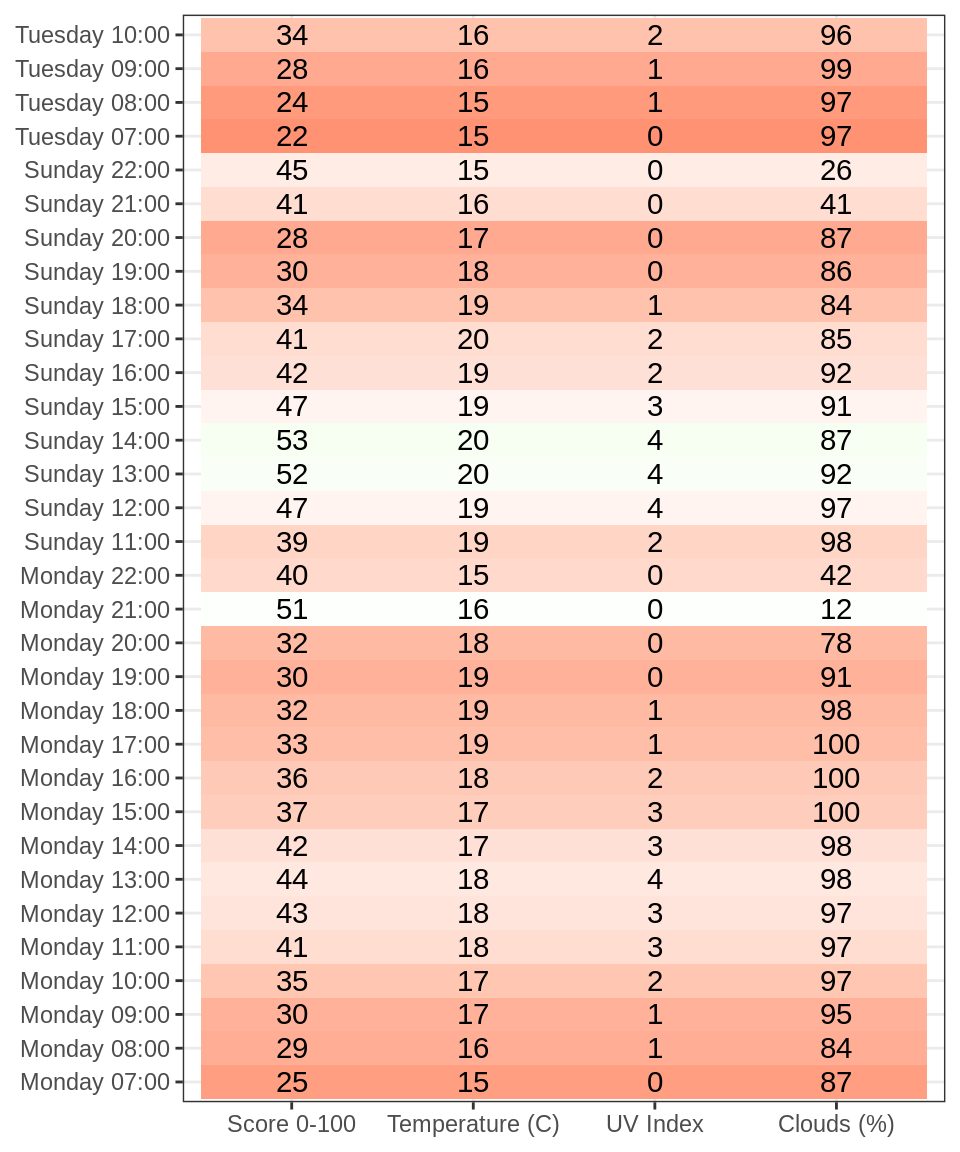 Tuesday 10:00 34 16 2 96
Tuesday 09:00 28 16 1 99
Tuesday 08:00 24 15 1 97
Tuesday 07:00 22 15 0 97
Sunday 22:00 45 15 0 26
Sunday 21:00 41 16 0 41
Sunday 20:00 28 17 0 87
Sunday 19:00 30 18 0 86
Sunday 18:00 34 19 1 84
Sunday 17:00 41 20 2 85
Sunday 16:00 42 19 2 92
Sunday 15:00 47 19 3 91
Sunday 14:00 53 20 4 87
Sunday 13:00 52 20 4 92
Sunday 12:00 47 19 4 97
Sunday 11:00 39 19 2 98
Monday 22:00 40 15 0 42
Monday 21:00 51 16 0 12
Monday 20:00 32 18 0 78
Monday 19:00 30 19 0 91
Monday 18:00 32 19 1 98
Monday 17:00 33 19 1 100
Monday 16:00 36 18 2 100
Monday 15:00 37 17 3 100
Monday 14:00 42 17 3 98
Monday 13:00 44 18 4 98
Monday 12:00 43 18 3 97
Monday 11:00 41 18 3 97
Monday 10:00 35 17 2 97
Monday 09:00 30 17 1 95
Monday 08:00 29 16 1 84
Monday 07:00 25 15 0 87
Score 0-100 Temperature (C) UV Index Clouds (%)